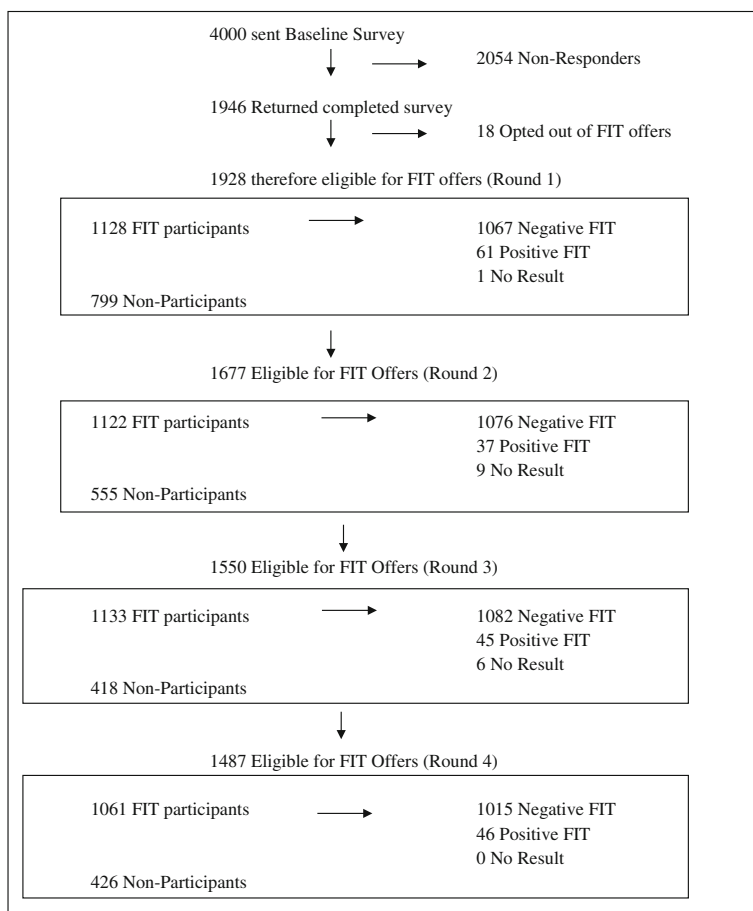 4000 sent Baseline Survey
2054 Non-Responders
1946 Returned completed survey
18 Opted out of FIT offers
1928 therefore eligible for FIT offers (Round 1)
1128 FIT participants
1067 Negative FIT
61 Positive FIT
1 No Result
799 Non-Participants
1677 Eligible for FIT Offers (Round 2)
1122 FIT participants
1076 Negative FIT
37 Positive FIT
9 No Result
555 Non-Participants
1550 Eligible for FIT Offers (Round 3)
1133 FIT participants
1082 Negative FIT
45 Positive FIT
6 No Result
418 Non-Participants
1487 Eligible for FIT Offers (Round 4)
1061 FIT participants
1015 Negative FIT
46 Positive FIT
0 No Result
426 Non-Participants